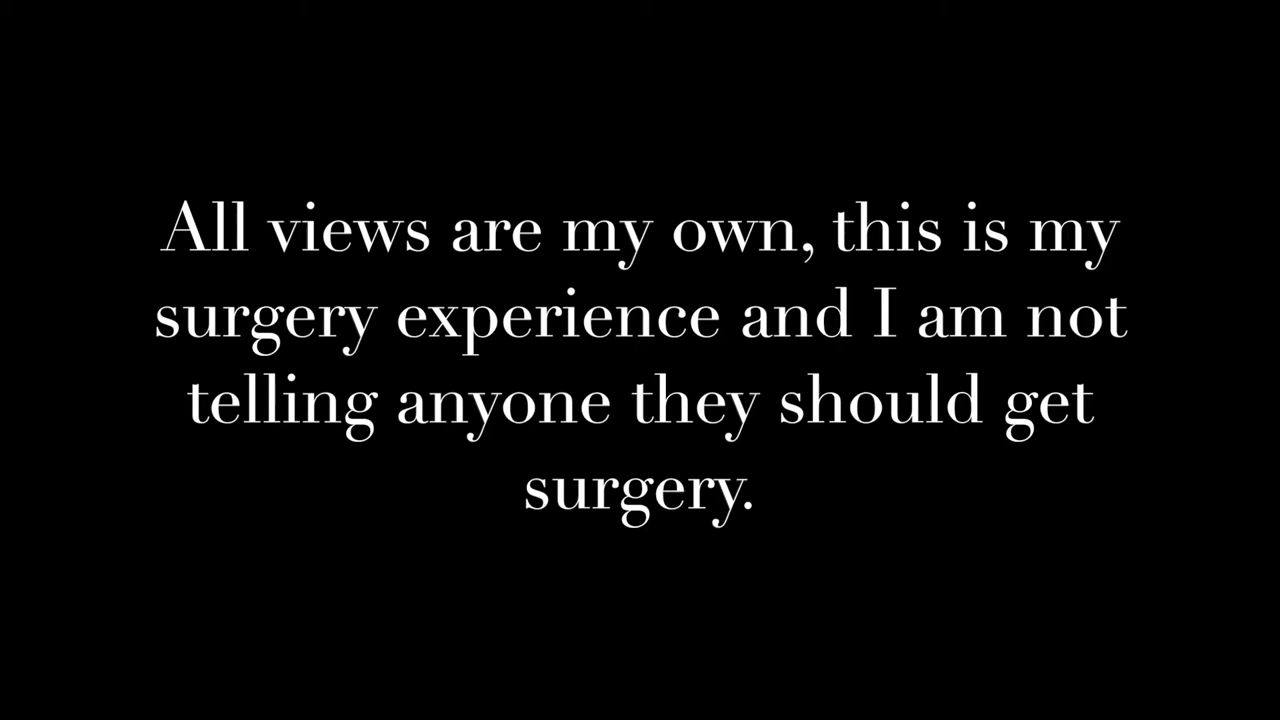 All views are my own, this is my
surgery experience and I am not
telling anyone they should get
surgery.